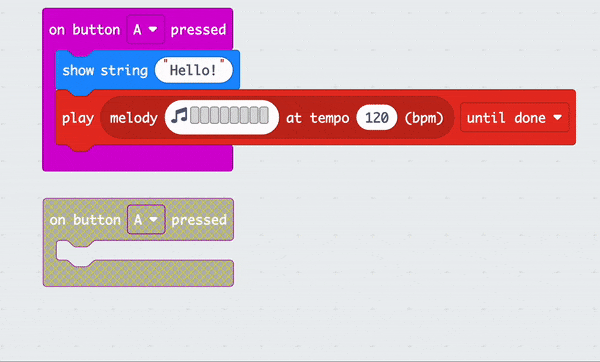 on button A pressed
show string "Hello!"
play melody at tempo 120 (bpm) until done
on button A pressed